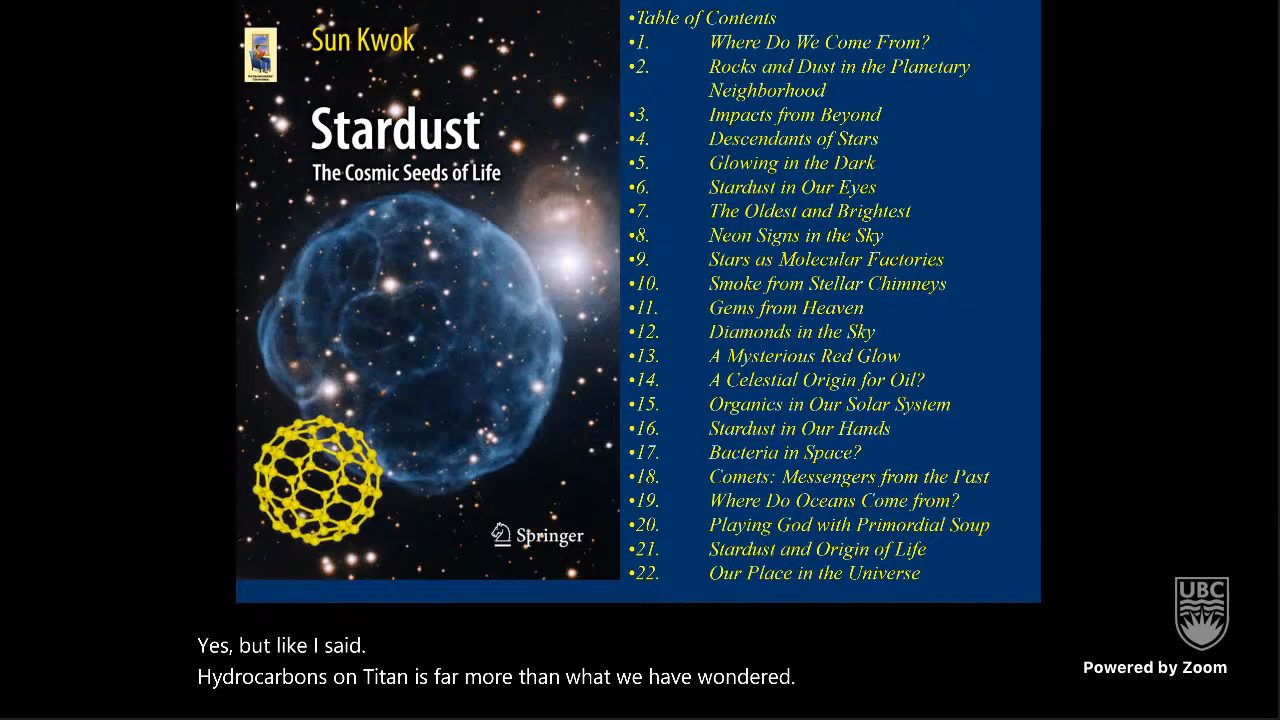 Sun Kwok
Stardust
The Cosmic Seeds of Life
Springer
•Table of Contents
•1. Where Do We Come From?
•2. Rocks and Dust in the Planetary
Neighborhood
•3. Impacts from Beyond
•4. Descendants of Stars
•5. Glowing in the Dark
•6. Stardust in Our Eyes
•7. The Oldest and Brightest
•8. Neon Signs in the Sky
•9. Stars as Molecular Factories
•10. Smoke from Stellar Chimneys
•11. Gems from Heaven
•12. Diamonds in the Sky
•13. A Mysterious Red Glow
•14. A Celestial Origin for Oil?
•15. Organics in Our Solar System
•16. Stardust in Our Hands
•17. Bacteria in Space?
•18. Comets: Messengers from the Past
•19. Where Do Oceans Come from?
•20. Playing God with Primordial Soup
•21. Stardust and Origin of Life
•22. Our Place in the Universe
Yes, but like I said.
Hydrocarbons on Titan is far more than what we have wondered.
UBC
Powered by Zoom